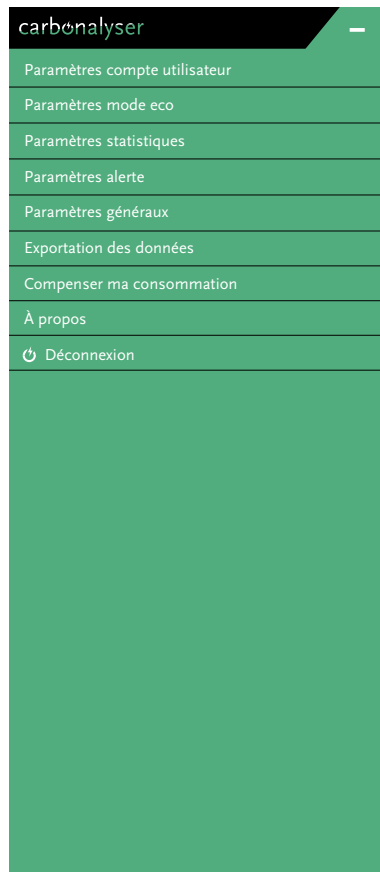 carbonalyser
Paramètres compte utilisateur
Paramètres mode eco
Paramètres statistiques
Paramètres alerte
Paramètres généraux
Exportation des données
Compenser ma consommation
À propos
Déconnexion